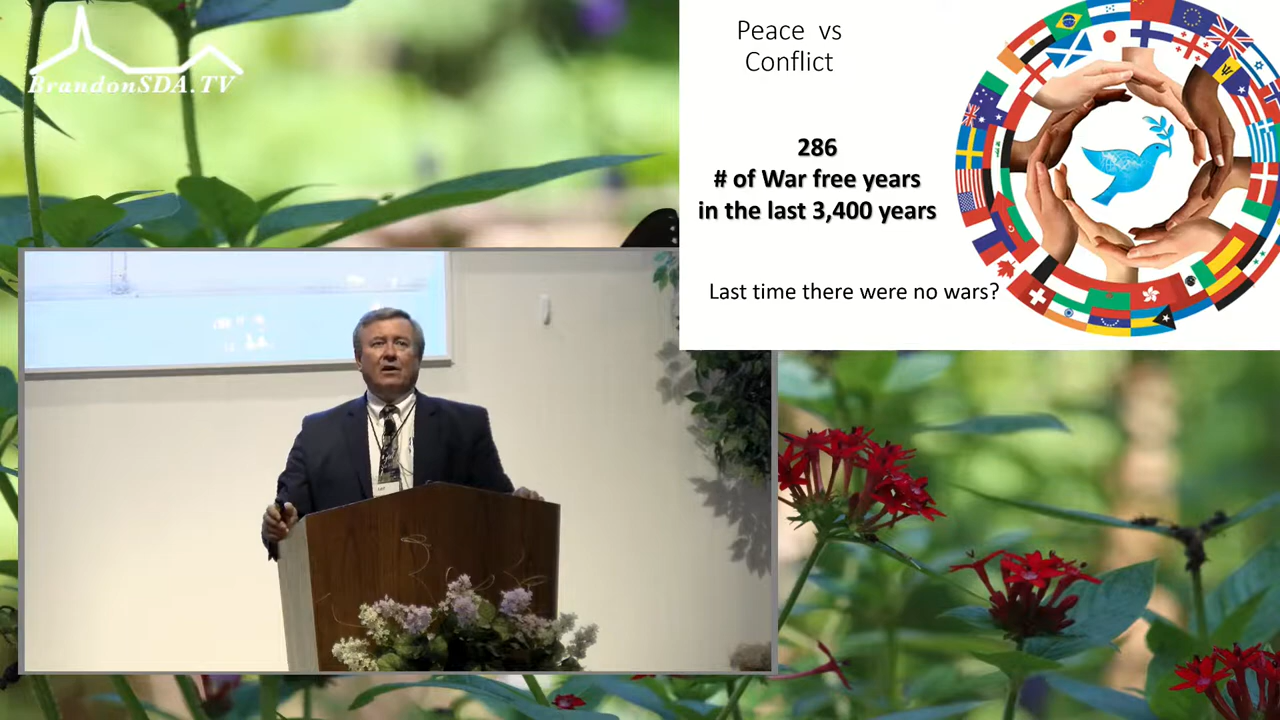 BrandonSDA.TV
Peace vs
Conflict
286
# of War free years
in the last 3,400 years
Last time there were no wars?